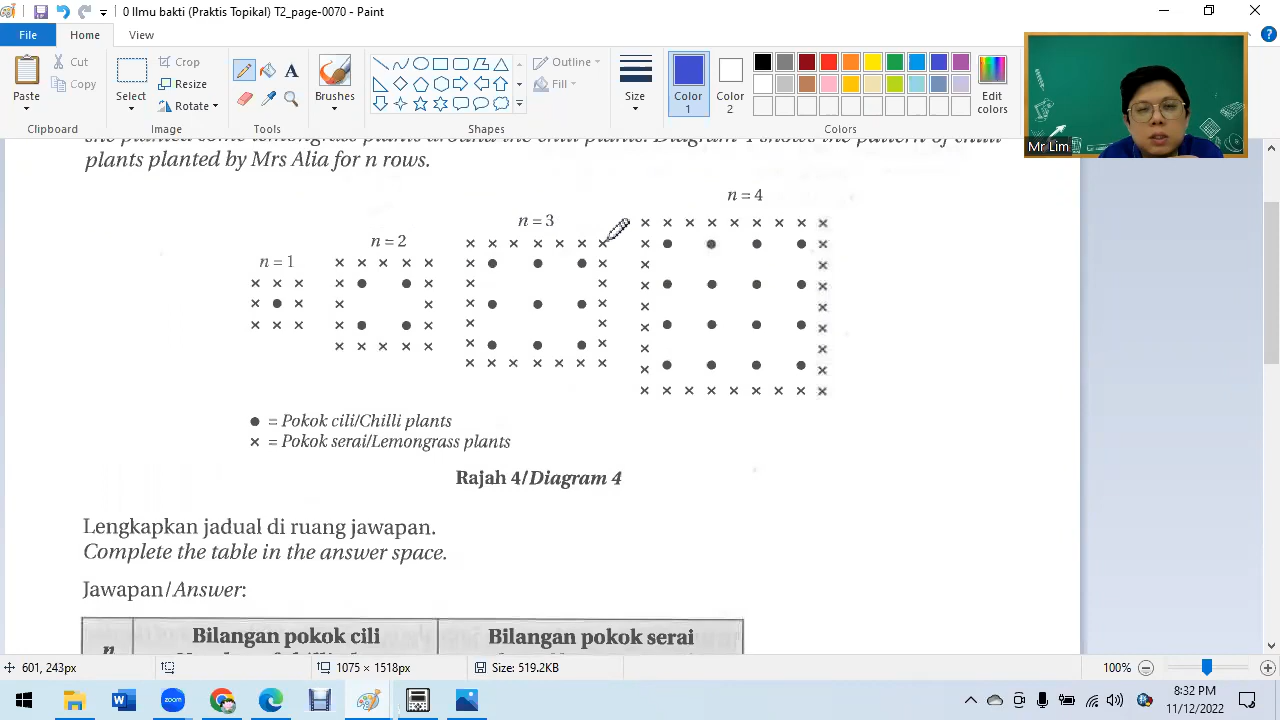 0 Ilmu bakti (Praktis Topikal) T2_page-0070 - Paint
File Home View
Paste
Cut
Copy
Clipboard
Select
Crop
Resize
Rotate
Image
A
Tools
Brushes
Outline
Fill
Shapes
Size
Color 1
Color 2
Edit colors
Colors
Mr Lim
plants planted by Mrs Alia for n rows.
n = 1
n = 2
n = 3
n = 4
● = Pokok cili/Chilli plants
× = Pokok serai/Lemongrass plants
Rajah 4/Diagram 4
Lengkapkan jadual di ruang jawapan.
Complete the table in the answer space.
Jawapan/Answer:
n Bilangan pokok cili Bilangan pokok serai
601, 243px 1075 × 1518px Size: 519.2KB 100%
zoom
8:32 PM
11/12/2022